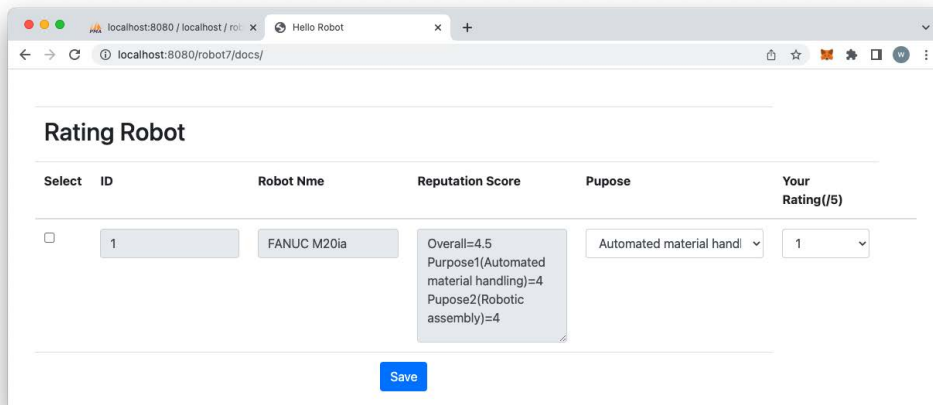 localhost:8080 / localhost / rob
Hello Robot
localhost:8080/robot7/docs/
W
Rating Robot
Select ID Robot Nme Reputation Score Pupose Your Rating(/5)
1 FANUC M20ia Overall=4.5 Automated material handl 1
Purpose1(Automated
material handling)=4
Pupose2(Robotic
assembly)=4
Save